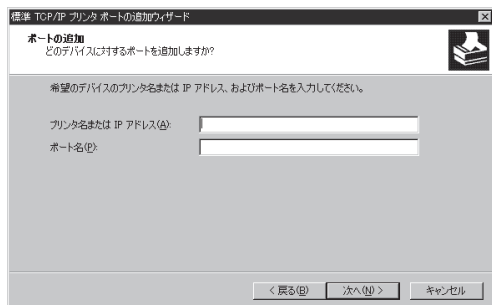 標準 TCP/IP プリンタ ポートの追加ウィザード
ポートの追加
どのデバイスに対するポートを追加しますか?
希望のデバイスのプリンタ名または IP アドレス、およびポート名を入力してください。
プリンタ名または IP アドレス(A):
ポート名(P):
< 戻る(B)
次へ(N) >
キャンセル